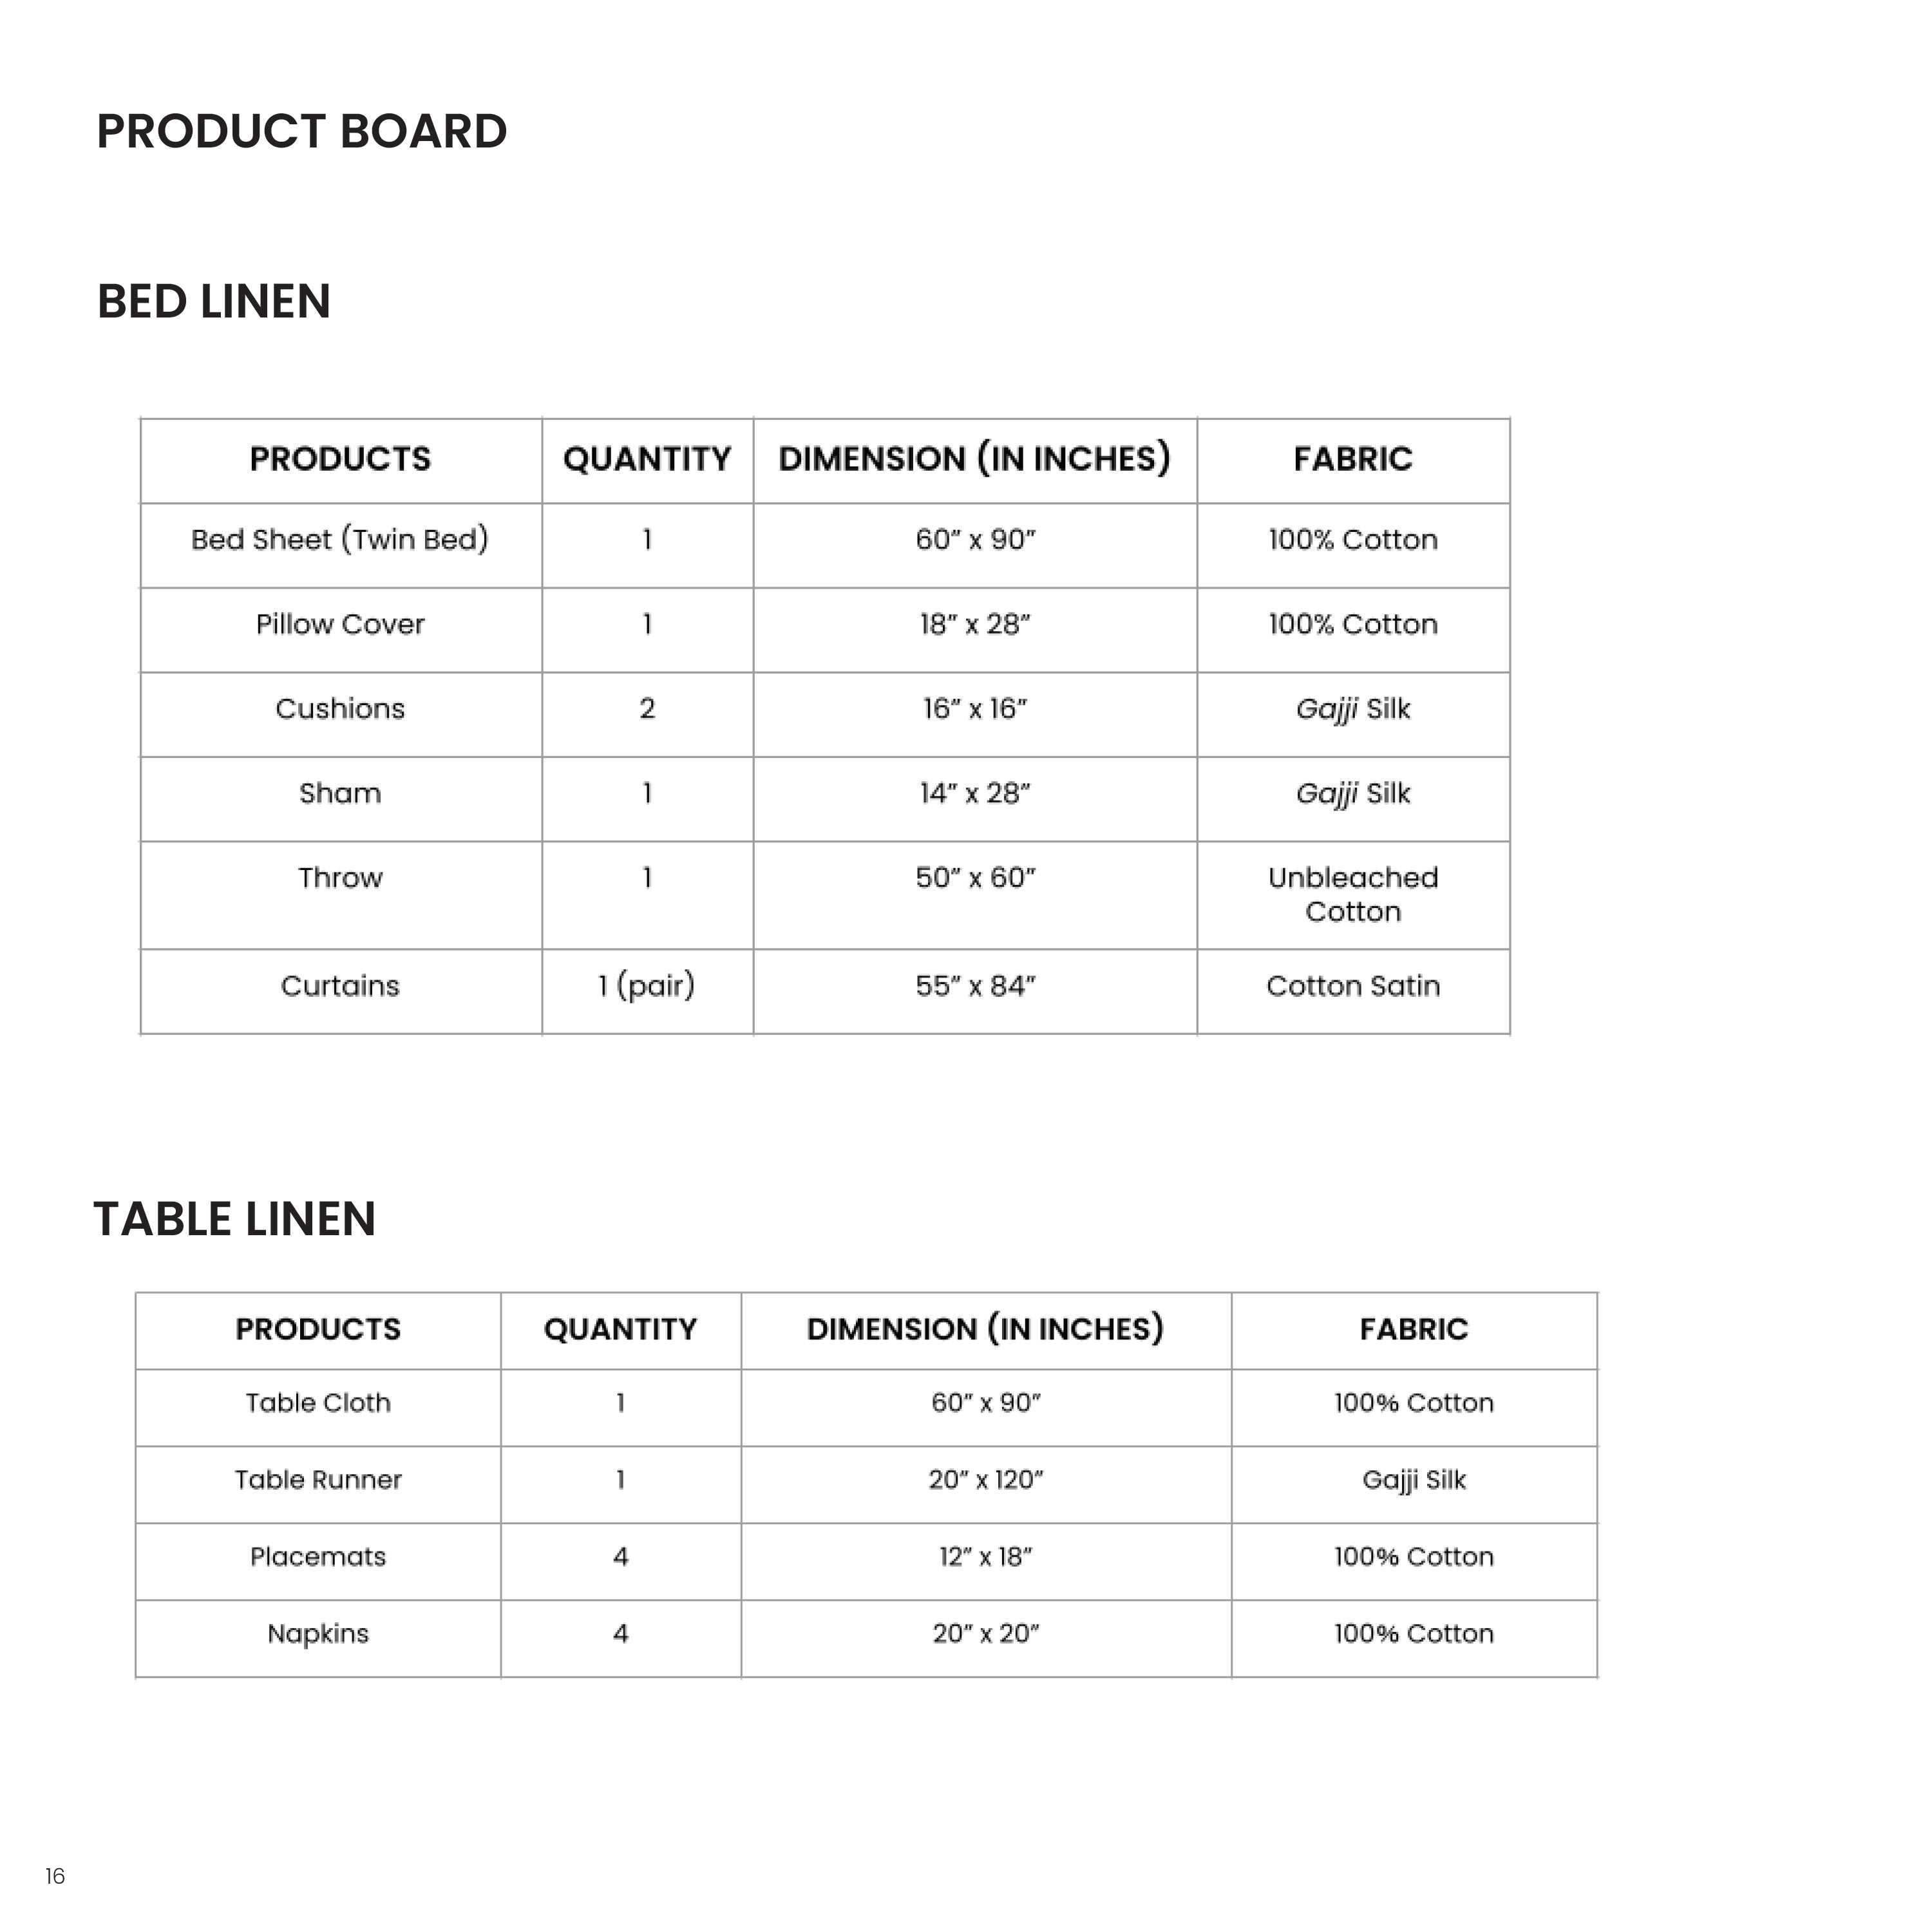 PRODUCT BOARD
BED LINEN
PRODUCTS QUANTITY DIMENSION (IN INCHES) FABRIC
Bed Sheet (Twin Bed) 1 60” x 90” 100% Cotton
Pillow Cover 1 18” x 28” 100% Cotton
Cushions 2 16” x 16” Gajji Silk
Sham 1 14” x 28” Gajji Silk
Throw 1 50” x 60” Unbleached
Cotton
Curtains 1 (pair) 55” x 84” Cotton Satin
TABLE LINEN
PRODUCTS QUANTITY DIMENSION (IN INCHES) FABRIC
Table Cloth 1 60” x 90” 100% Cotton
Table Runner 1 20” x 120” Gajji Silk
Placemats 4 12” x 18” 100% Cotton
Napkins 4 20” x 20” 100% Cotton
16